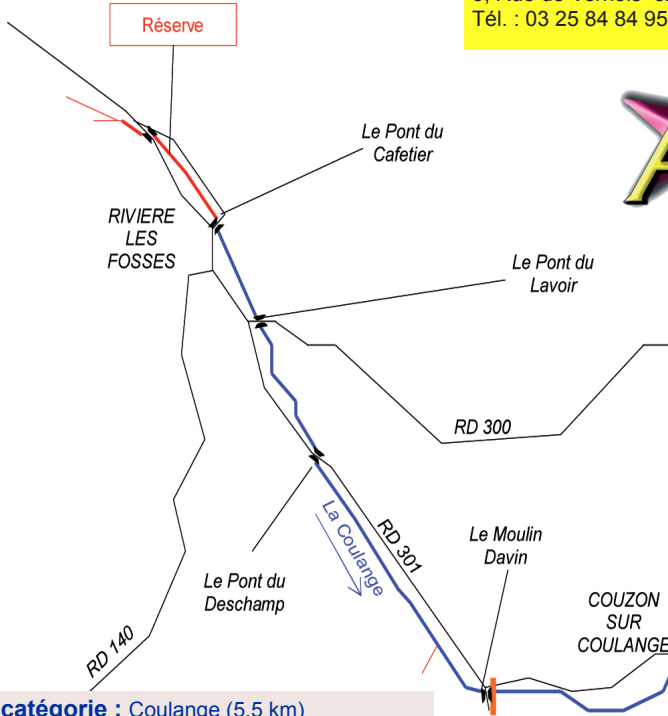 Réserve
Tél. : 03 25 84 84 95
Le Pont du
Cafetier
RIVIERE
LES
FOSSES
Le Pont du
Lavoir
RD 300
La Coulange
RD 301
Le Moulin
Davin
Le Pont du
Deschamp
COUZON
SUR
COULANGE
RD 140
catégorie : Coulange (5,5 km)